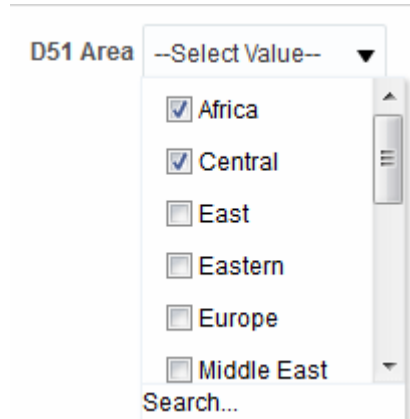 D51 Area --Select Value--
Africa
Central
East
Eastern
Europe
Middle East
Search...